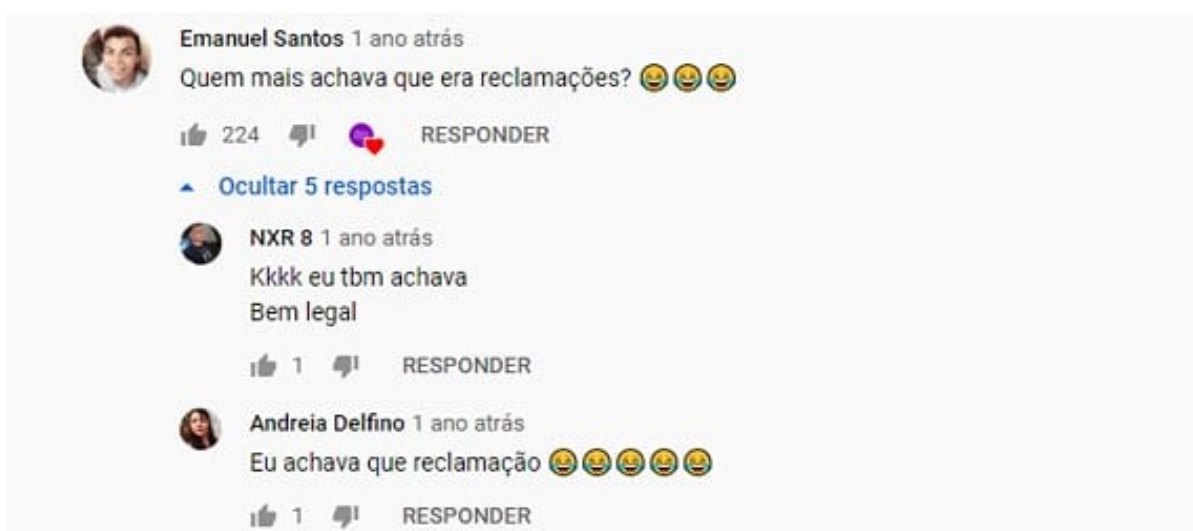 Emanuel Santos 1 ano atrás
Quem mais achava que era reclamações? 😂😂😂
224 RESPONDER
Ocultar 5 respostas
NXR 8 1 ano atrás
Kkkk eu tbm achava
Bem legal
1 RESPONDER
Andreia Delfino 1 ano atrás
Eu achava que reclamação 😂😂😂😂😂
1 RESPONDER